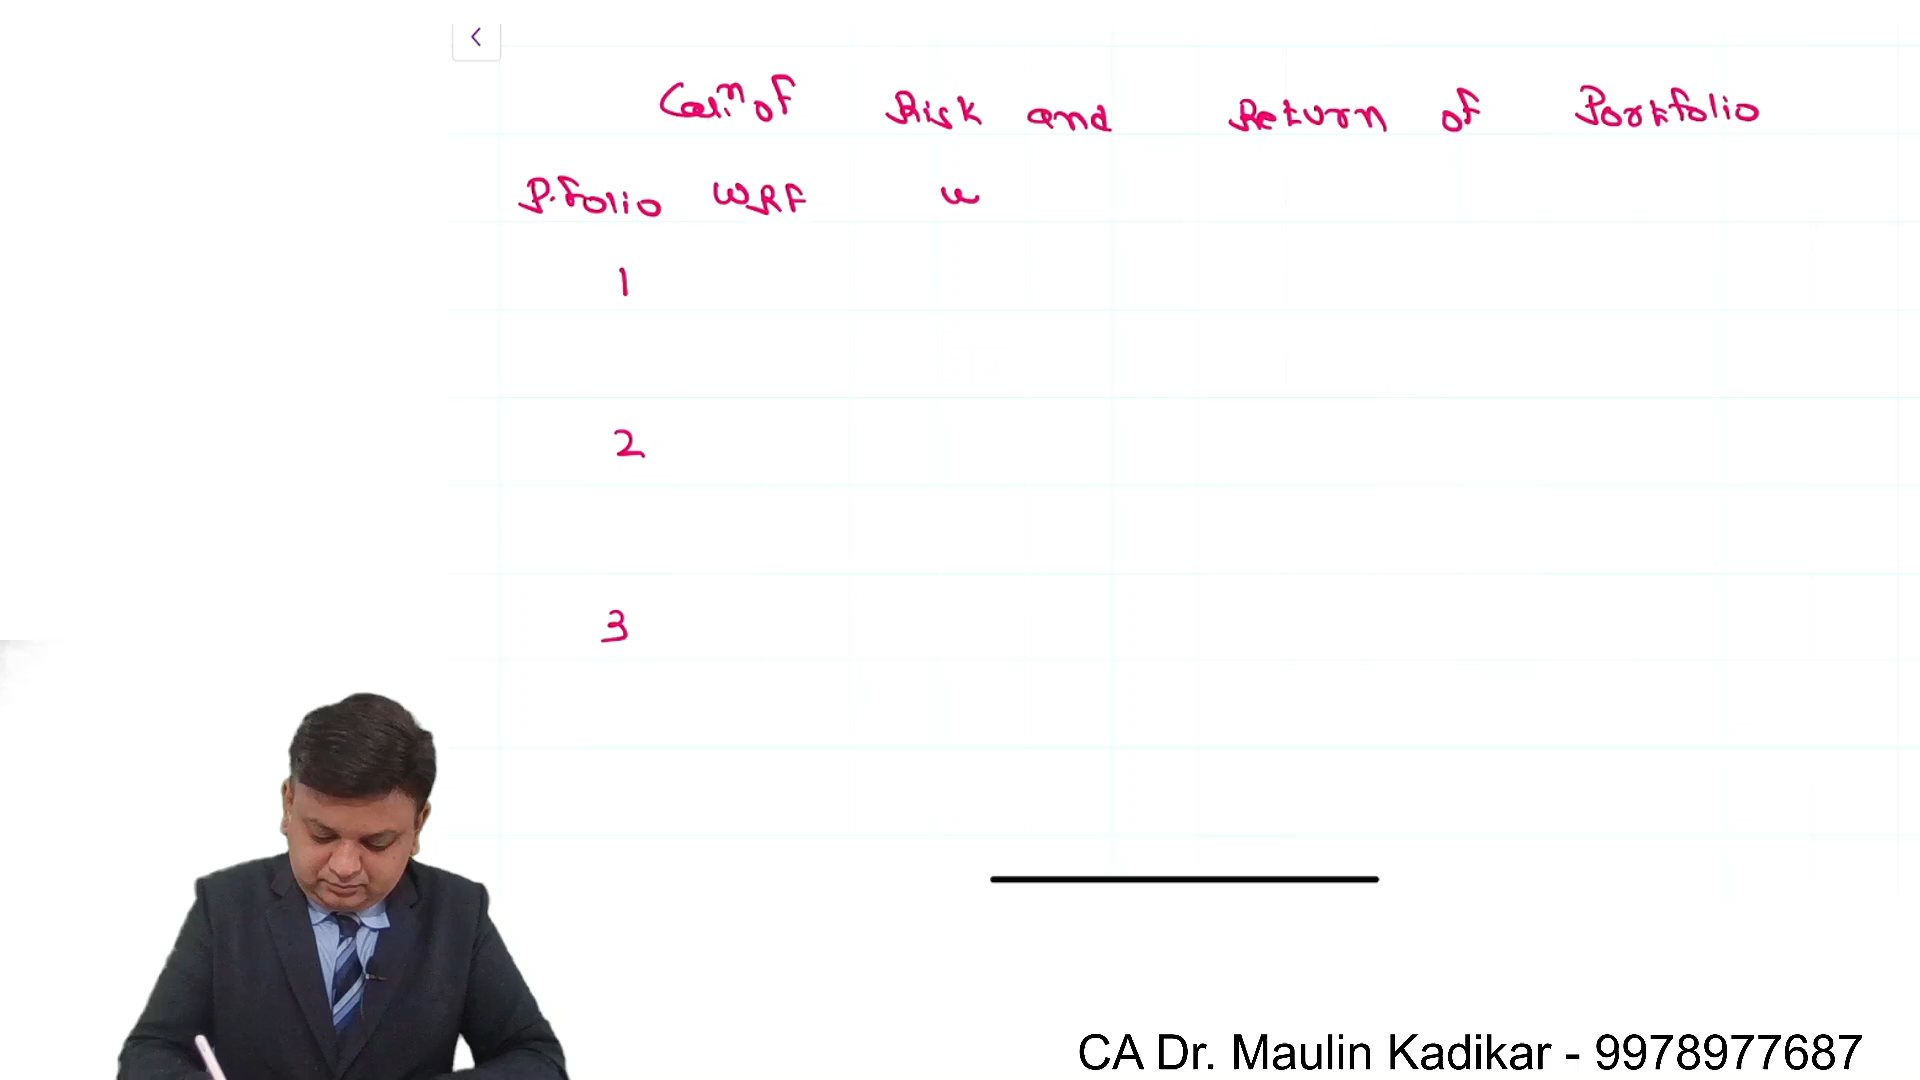 Caln of Risk and Return of Portfolio
P.folio WRF w
1
2
3
CA Dr. Maulin Kadikar - 9978977687